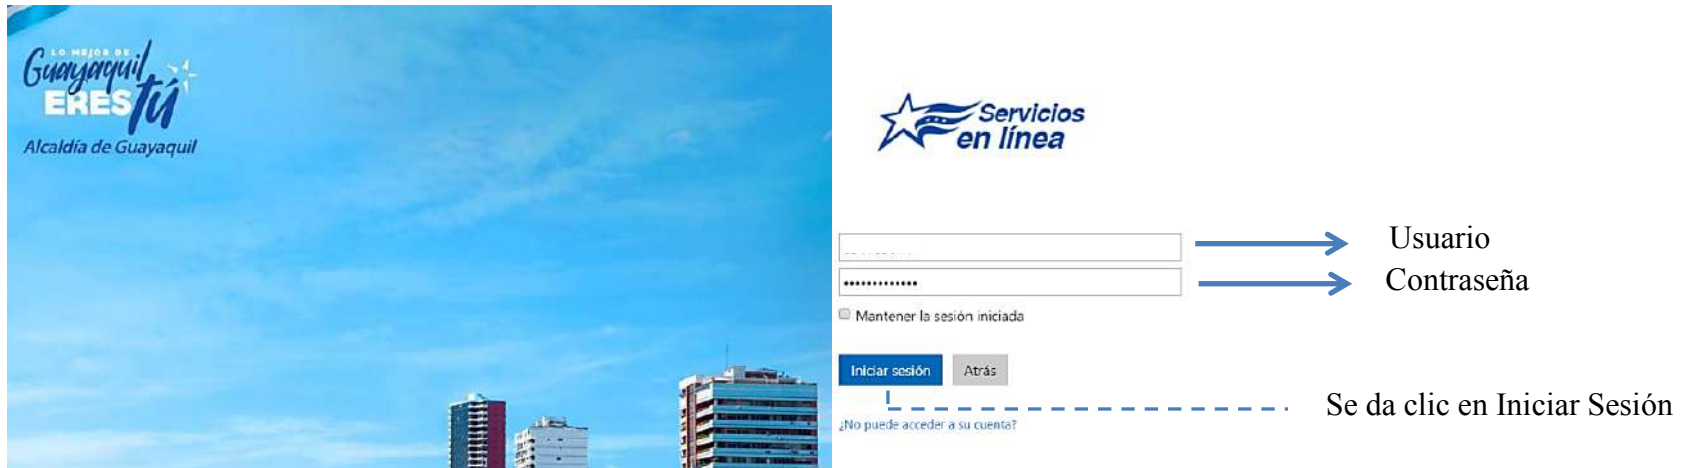 LO MEJOR DE
Guayaquil
ERES tú
Alcaldía de Guayaquil
Servicios
en línea
Usuario
Contraseña
Mantener la sesión iniciada
Iniciar sesión
Atrás
Se da clic en Iniciar Sesión
¿No puede acceder a su cuenta?